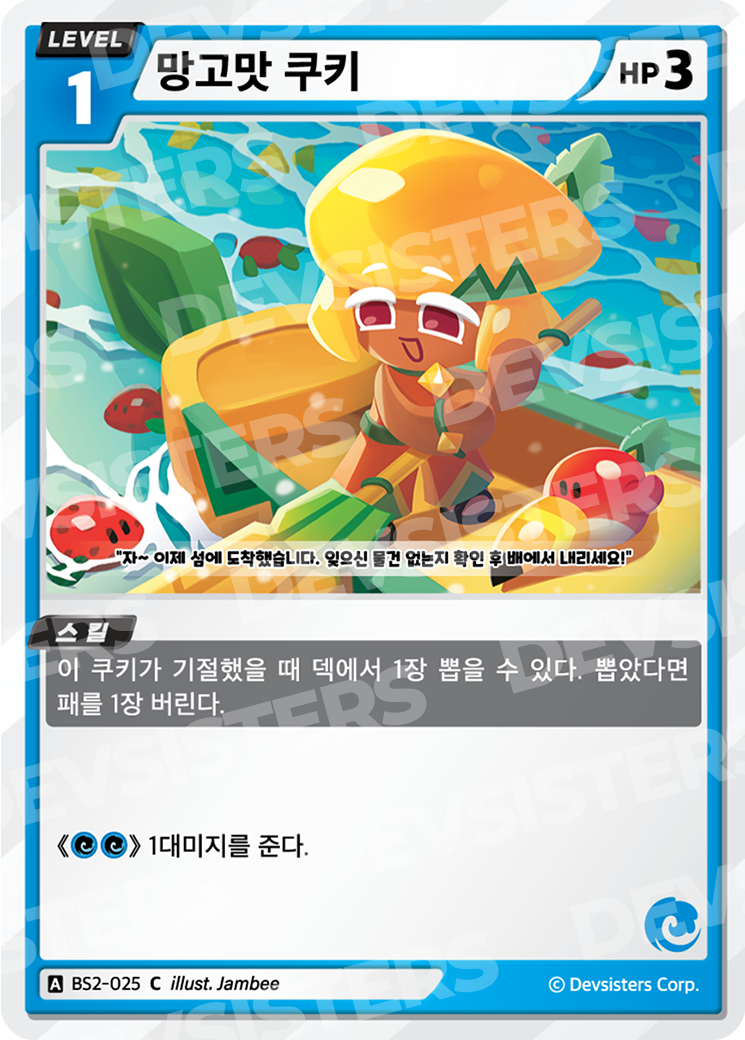 LEVEL
1
망고맛 쿠키
HP 3
"자~ 이제 섬에 도착했습니다. 잊으신 물건 없는지 확인 후 배에서 내리세요!"
스킬
이 쿠키가 기절했을 때 덱에서 1장 뽑을 수 있다. 뽑았다면
패를 1장 버린다.
《》 1대미지를 준다.
A BS2-025 C illust. Jambee
© Devsisters Corp.
DEVSISTERS